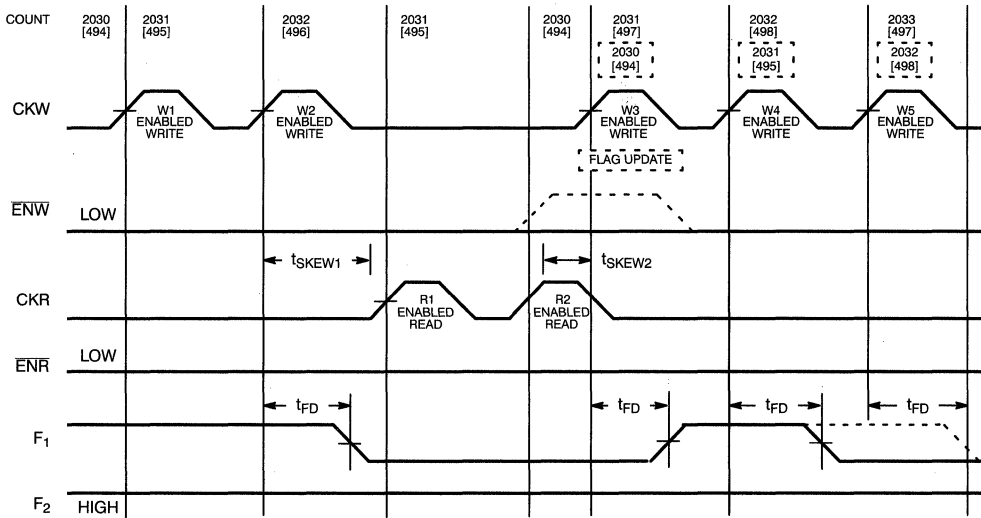 COUNT 2030 2031 2032 2031 2030 2031 2032 2033
[494] [495] [496] [495] [494] [497] [498] [497]
2030 2031 2032
[494] [495] [498]
CKW W1 W2 W3 W4 W5
ENABLED ENABLED ENABLED ENABLED ENABLED
WRITE WRITE WRITE WRITE WRITE
FLAG UPDATE
ENW LOW
tSKEW1 tSKEW2
CKR R1 R2
ENABLED ENABLED
READ READ
LOW
ENR
tFD tFD tFD tFD
F1
F2 HIGH